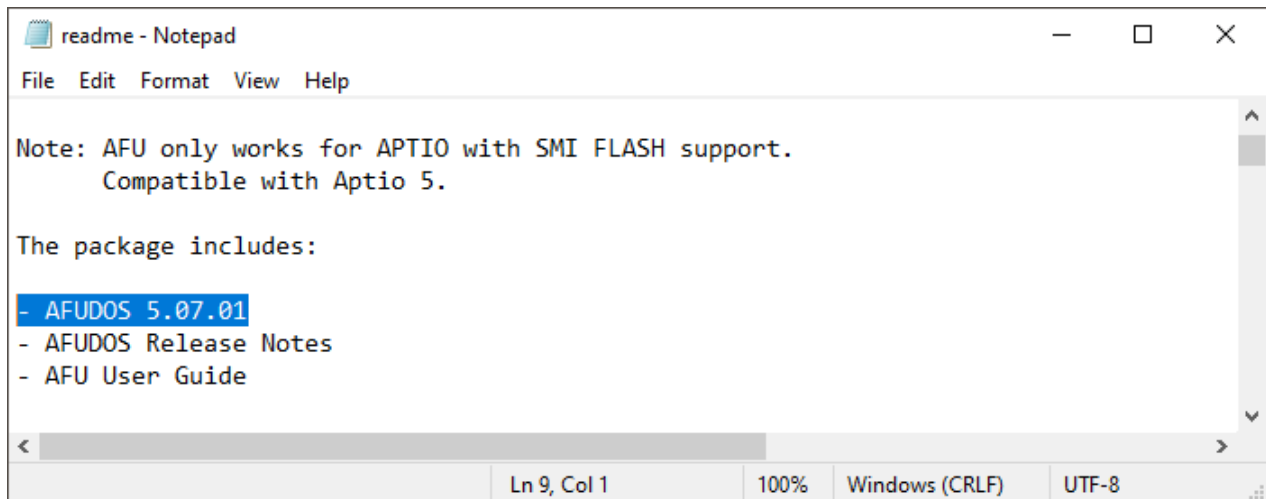 readme - Notepad
File Edit Format View Help
Note: AFU only works for APTIO with SMI FLASH support.
Compatible with Aptio 5.
The package includes:
- AFUDOS 5.07.01
- AFUDOS Release Notes
- AFU User Guide
Ln 9, Col 1 100% Windows (CRLF) UTF-8